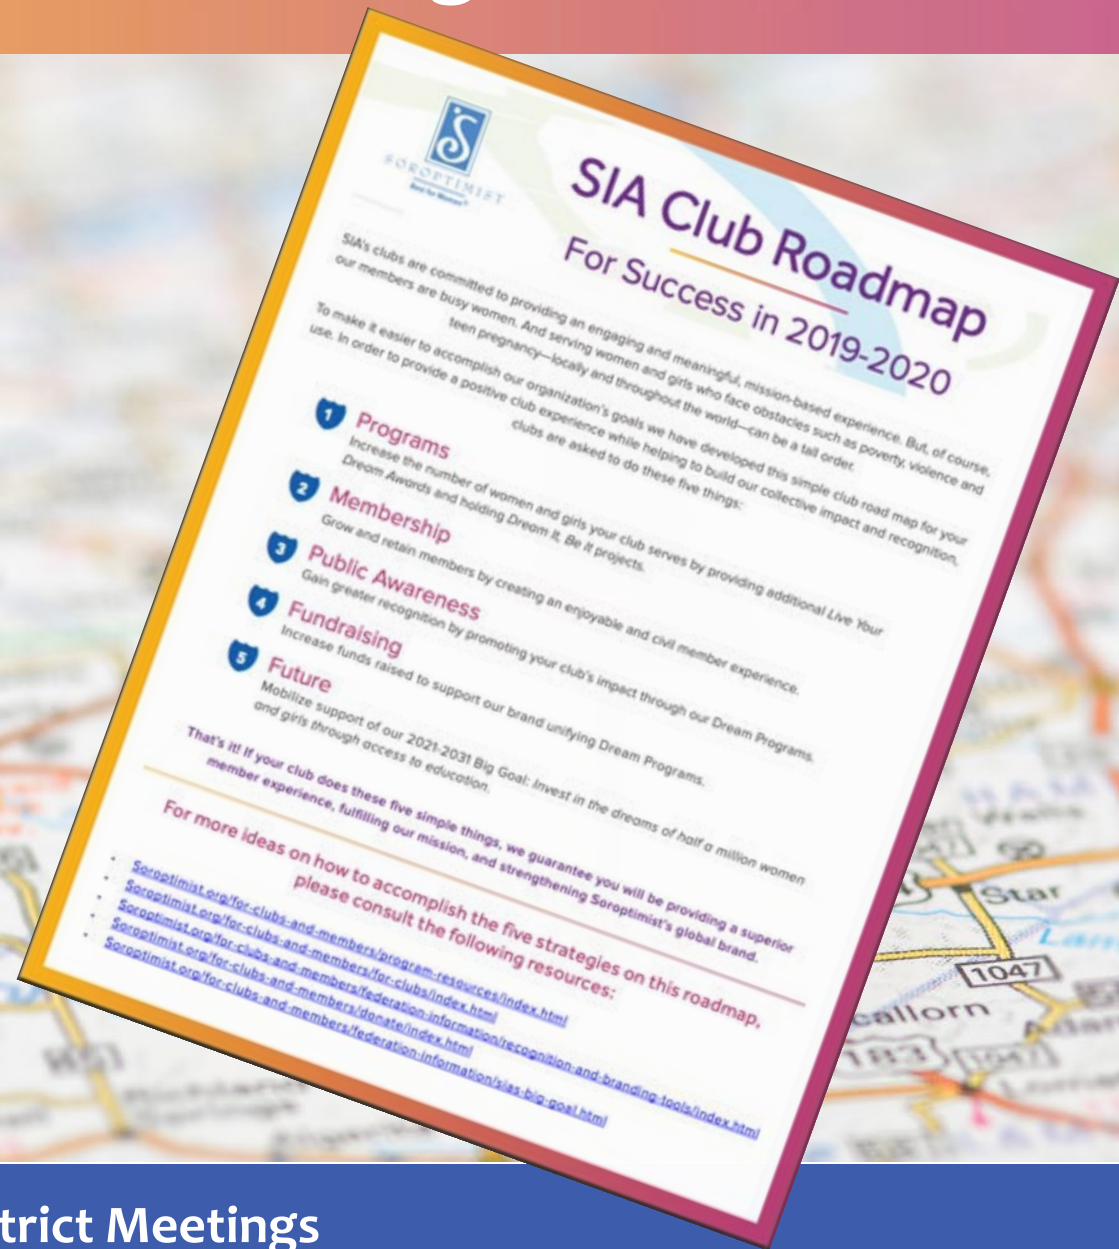 SOROPTIMIST
Best for Women
SIA Club Roadmap
For Success in 2019-2020
SIA's clubs are committed to providing an engaging and meaningful, mission-based experience. But, of course,
our members are busy women. And serving women and girls who face obstacles such as poverty, violence and
teen pregnancy—locally and throughout the world—can be a tall order.
To make it easier to accomplish our organization's goals we have developed this simple club road map for your
use. In order to provide a positive club experience while helping to build our collective impact and recognition,
clubs are asked to do these five things:
1 Programs
Increase the number of women and girls your club serves by providing additional Live Your
Dream Awards and holding Dream It, Be It projects.
2 Membership
Grow and retain members by creating an enjoyable and civil member experience.
3 Public Awareness
Gain greater recognition by promoting your club's impact through our Dream Programs.
4 Fundraising
Increase funds raised to support our brand unifying Dream Programs.
5 Future
Mobilize support of our 2021-2031 Big Goal: Invest in the dreams of half a million women
and girls through access to education.
That's it! If your club does these five simple things, we guarantee you will be providing a superior
member experience, fulfilling our mission, and strengthening Soroptimist's global brand.
For more ideas on how to accomplish the five strategies on this roadmap,
please consult the following resources:
• Soroptimist.org/for-clubs-and-members/program-resources/index.html
• Soroptimist.org/for-clubs-and-members/for-clubs/index.html
• Soroptimist.org/for-clubs-and-members/federation-information/recognition-and-branding-tools/index.html
• Soroptimist.org/for-clubs-and-members/donate/index.html
• Soroptimist.org/for-clubs-and-members/federation-information/sias-big-goal.html
Star
1047
callorn
183
1047
trict Meetings